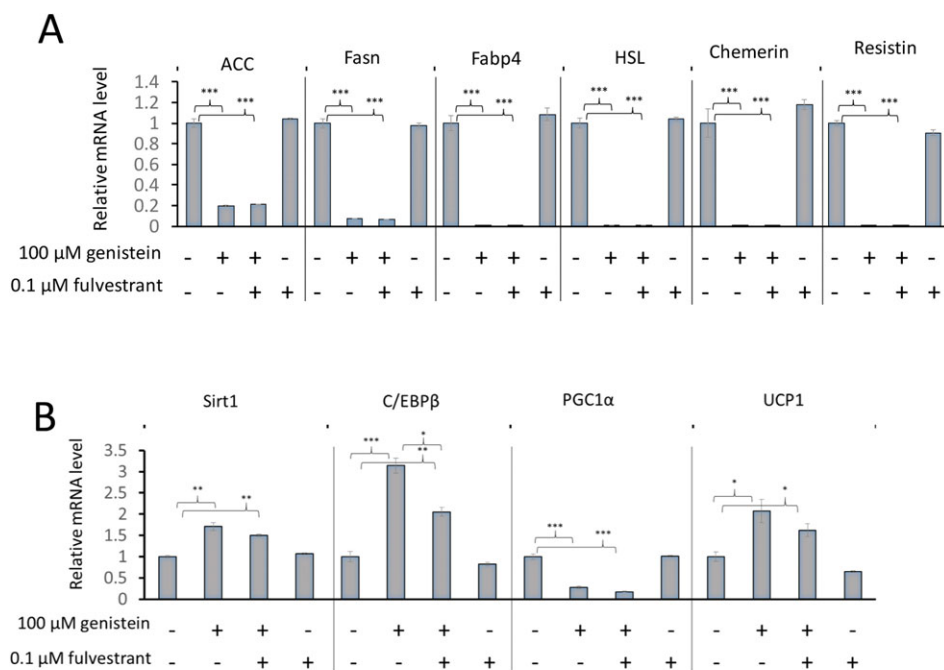 A
ACC Fasn Fabp4 HSL Chemerin Resistin
Relative mRNA level
1.4
1.2
1
0.8
0.6
0.4
0.2
0
*** *** *** *** *** ***
*** *** *** *** *** ***
100 µM genistein - + + - - + + - - + + - - + + - - + + - - + + -
0.1 µM fulvestrant - - + + - - + + - - + + - - + + - - + + - - + +
B
Sirt1 C/EBPβ PGC1α UCP1
Relative mRNA level
3.5
3
2.5
2
1.5
1
0.5
0
** ** *** * ** *** *** * *
100 µM genistein - + + - - + + - - + + - - + + -
0.1 µM fulvestrant - - + + - - + + - - + + - - + +